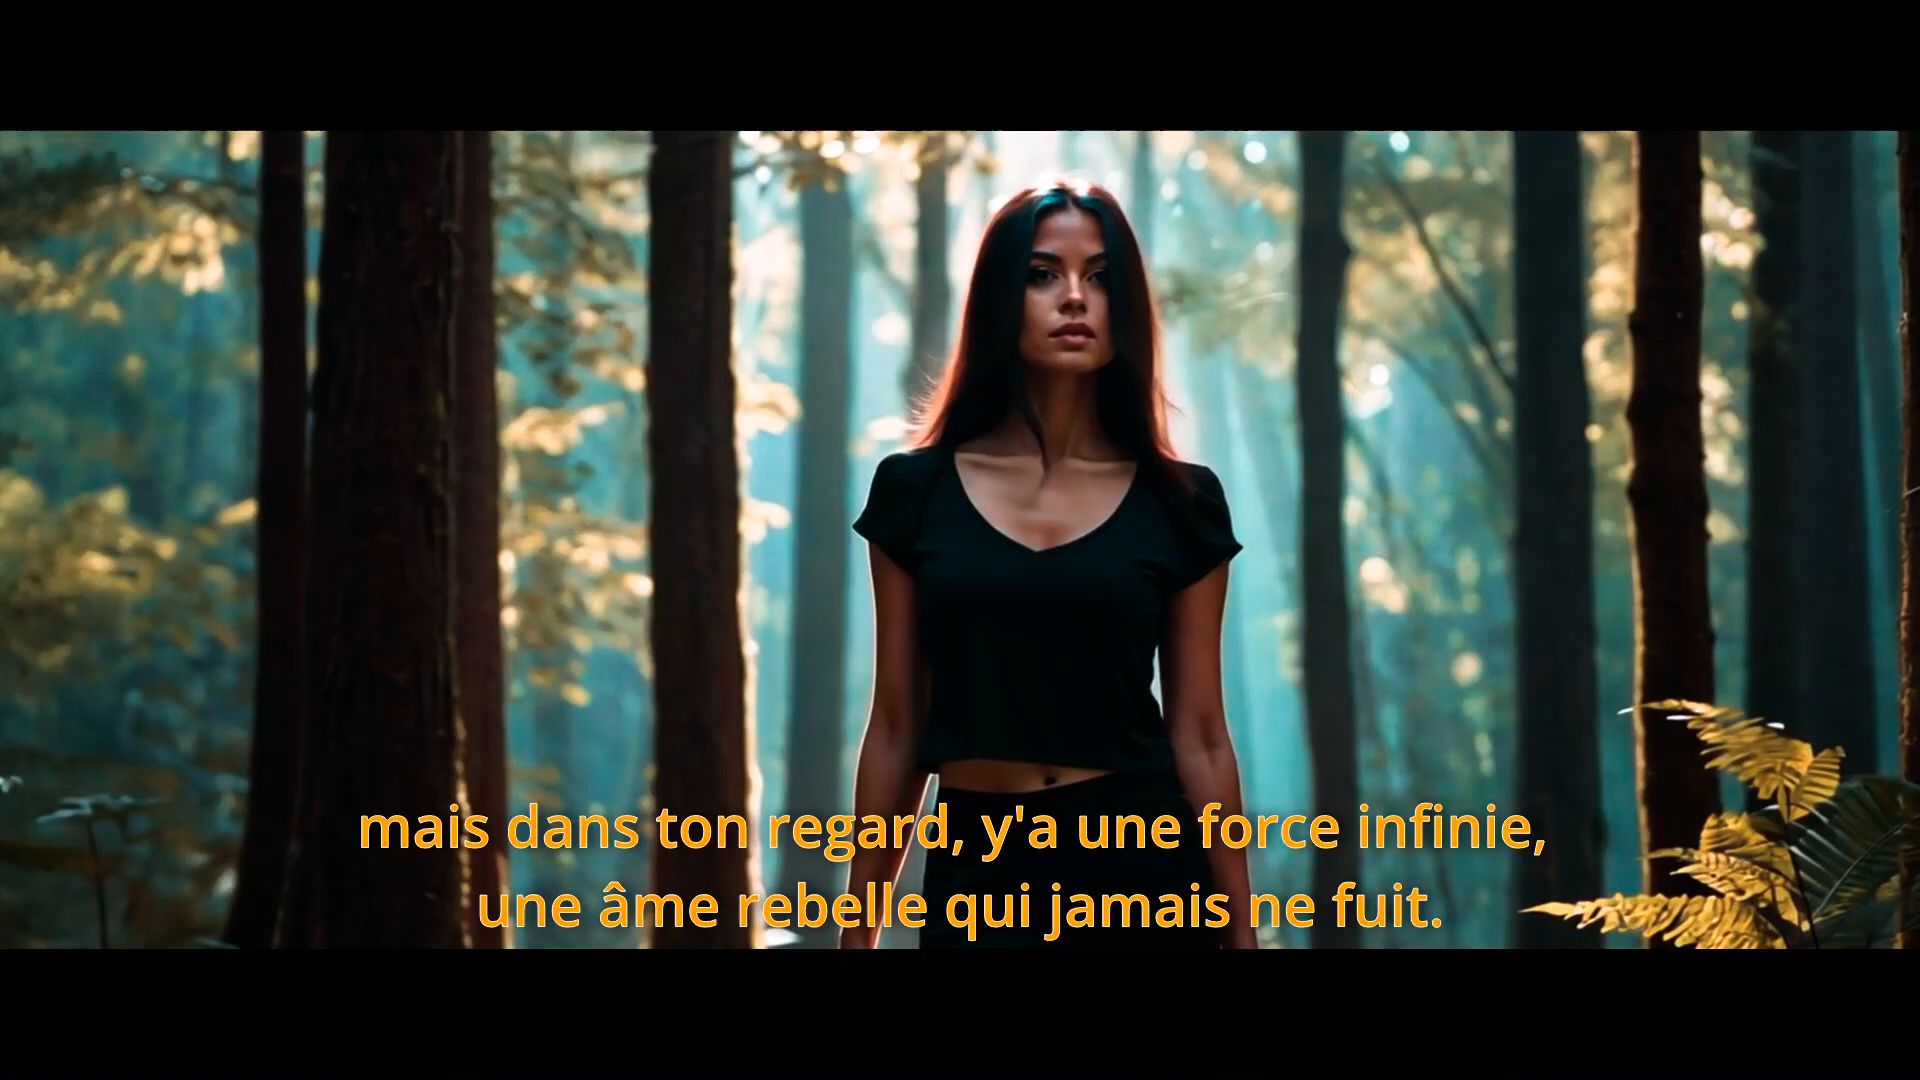 mais dans ton regard, y'a une force infinie,
une âme rebelle qui jamais ne fuit.